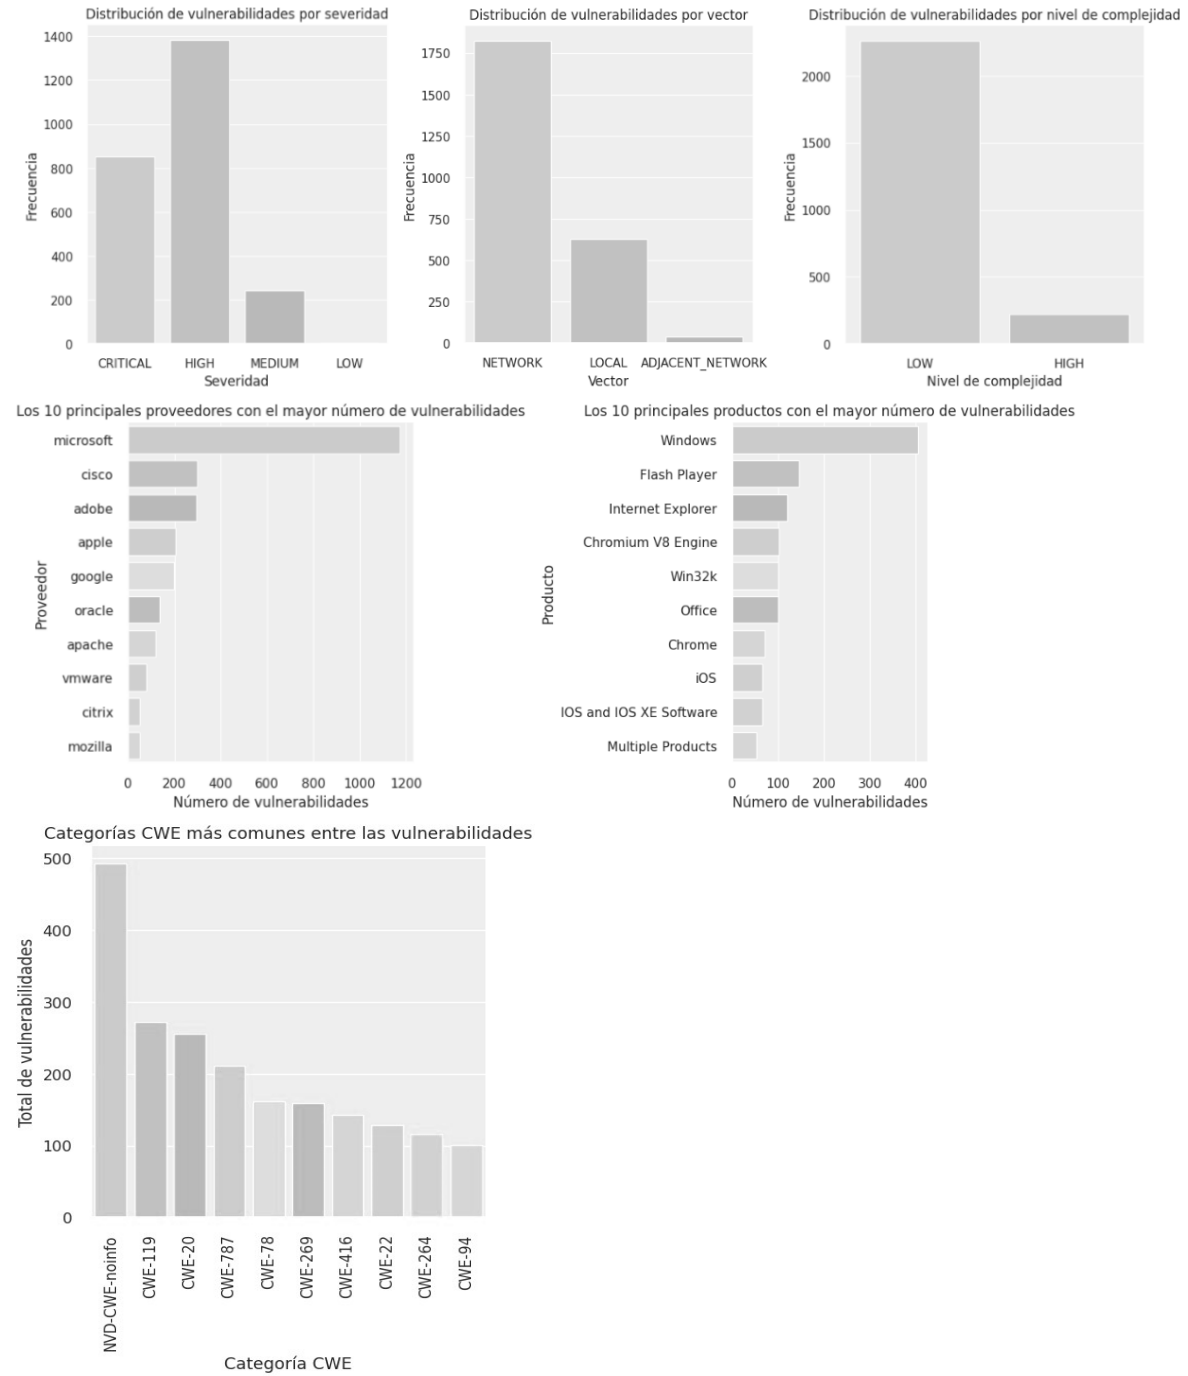 Distribución de vulnerabilidades por severidad
Frecuencia
1400
1200
1000
800
600
400
200
0
CRITICAL HIGH MEDIUM LOW
Severidad
Distribución de vulnerabilidades por vector
Frecuencia
1750
1500
1250
1000
750
500
250
0
NETWORK LOCAL ADJACENT_NETWORK
Vector
Distribución de vulnerabilidades por nivel de complejidad
Frecuencia
2000
1500
1000
500
0
LOW HIGH
Nivel de complejidad
Los 10 principales proveedores con el mayor número de vulnerabilidades
Proveedor
microsoft
cisco
adobe
apple
google
oracle
apache
vmware
citrix
mozilla
0 200 400 600 800 1000 1200
Número de vulnerabilidades
Los 10 principales productos con el mayor número de vulnerabilidades
Producto
Windows
Flash Player
Internet Explorer
Chromium V8 Engine
Win32k
Office
Chrome
iOS
IOS and IOS XE Software
Multiple Products
0 100 200 300 400
Número de vulnerabilidades
Categorías CWE más comunes entre las vulnerabilidades
Total de vulnerabilidades
500
400
300
200
100
0
NVD-CWE-noinfo
CWE-119
CWE-20
CWE-787
CWE-78
CWE-269
CWE-416
CWE-22
CWE-264
CWE-94
Categoría CWE